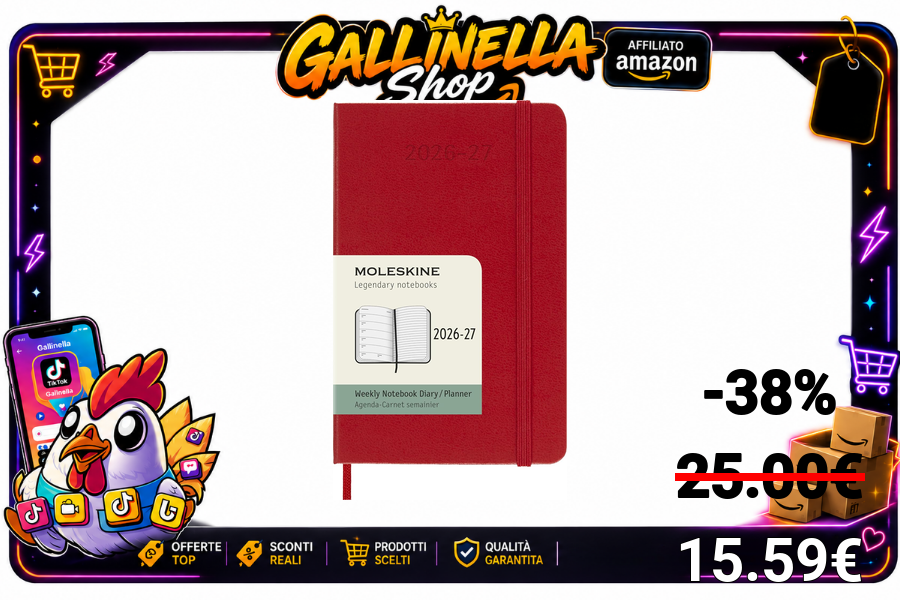 GALLINELLA
Shop
AFFILIATO
amazon
2026-27
MOLESKINE
Legendary notebooks
2026-27
Weekly Notebook Diary / Planner
Agenda-Carnet semainier
Gallinella
TikTok
Gallinella
-38%
25.00€
15.59€
OFFERTE
TOP
SCONTI
REALI
PRODOTTI
SCELTI
QUALITÀ
GARANTITA